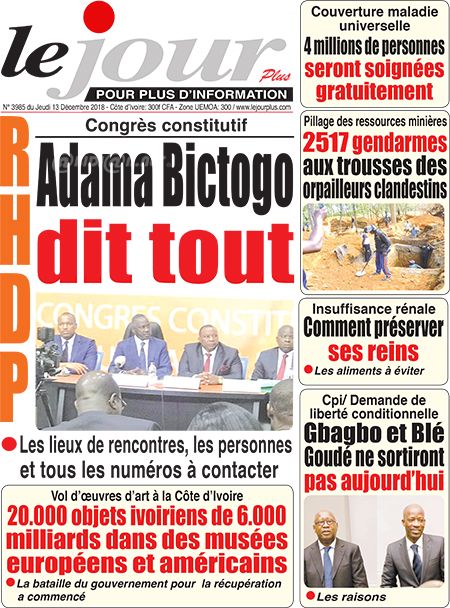 le jour
Plus
POUR PLUS D'INFORMATION
N° 3985 du Jeudi 13 Décembre 2018 - Côte d'Ivoire: 300f CFA - Zone UEMOA: 300 / www.lejourplus.com
RHDP
Congrès constitutif
Adama Bictogo
dit tout
CONGRES CONSTI
Les lieux de rencontres, les personnes
et tous les numéros à contacter
Vol d'œuvres d'art à la Côte d'Ivoire
20.000 objets ivoiriens de 6.000
milliards dans des musées
européens et américains
La bataille du gouvernement pour la récupération
a commencé
Couverture maladie
universelle
4 millions de personnes
seront soignées
gratuitement
Pillage des ressources minières
2517 gendarmes
aux trousses des
orpailleurs clandestins
Insuffisance rénale
Comment préserver
ses reins
Les aliments à éviter
Cpi/ Demande de
liberté conditionnelle
Gbagbo et Blé
Goudé ne sortiront
pas aujourd'hui
Les raisons